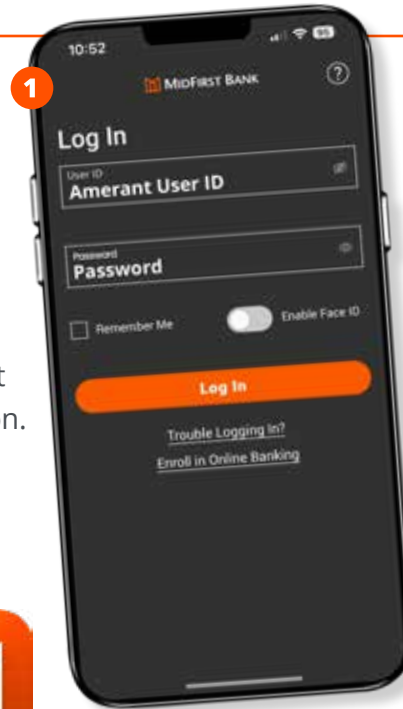 1
10:52
95
MIDFIRST BANK
?
Log In
User ID
Amerant User ID
Password
Password
Remember Me
Enable Face ID
Log In
Trouble Logging In?
Enroll in Online Banking
t
n.